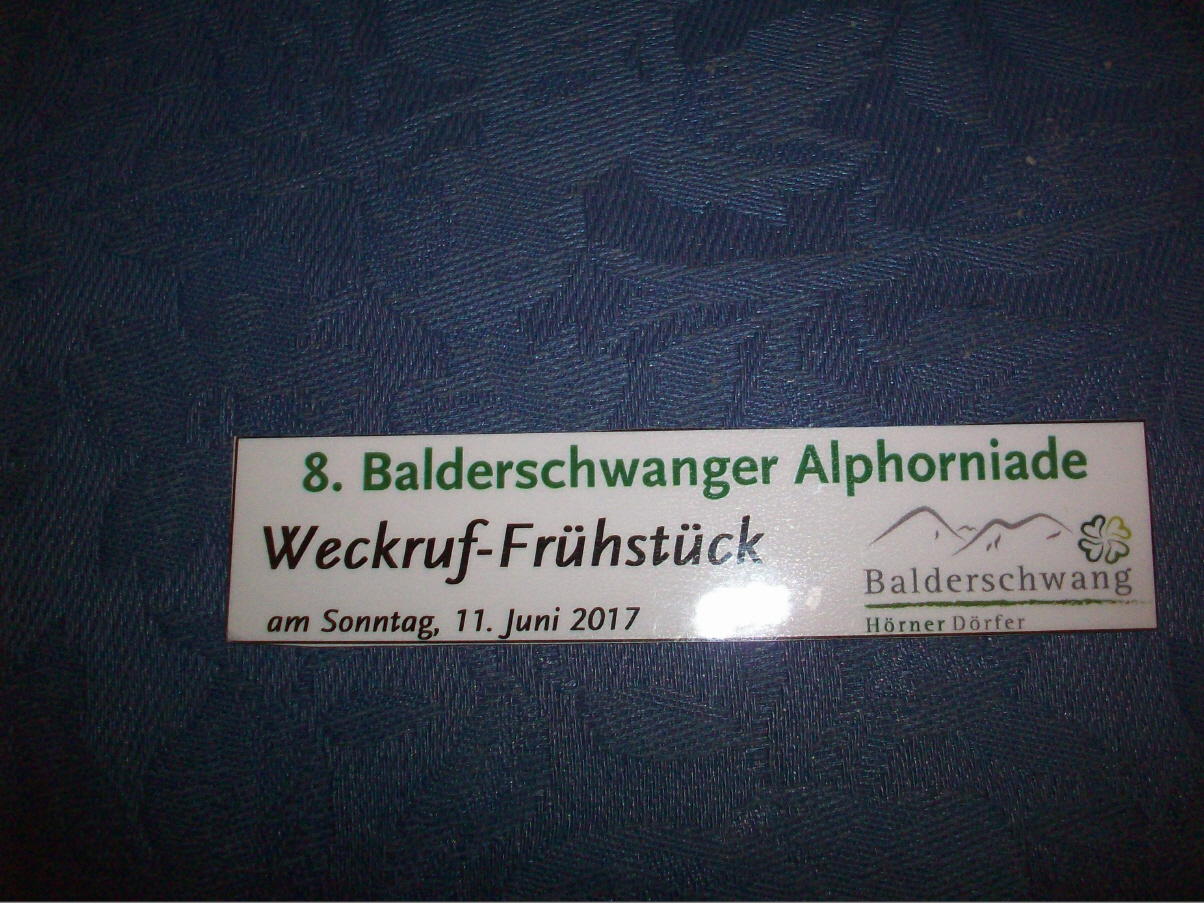 8. Balderschwanger Alphorniade
Weckruf-Frühstück
am Sonntag, 11. Juni 2017
Balderschwang
Hörner Dörfer